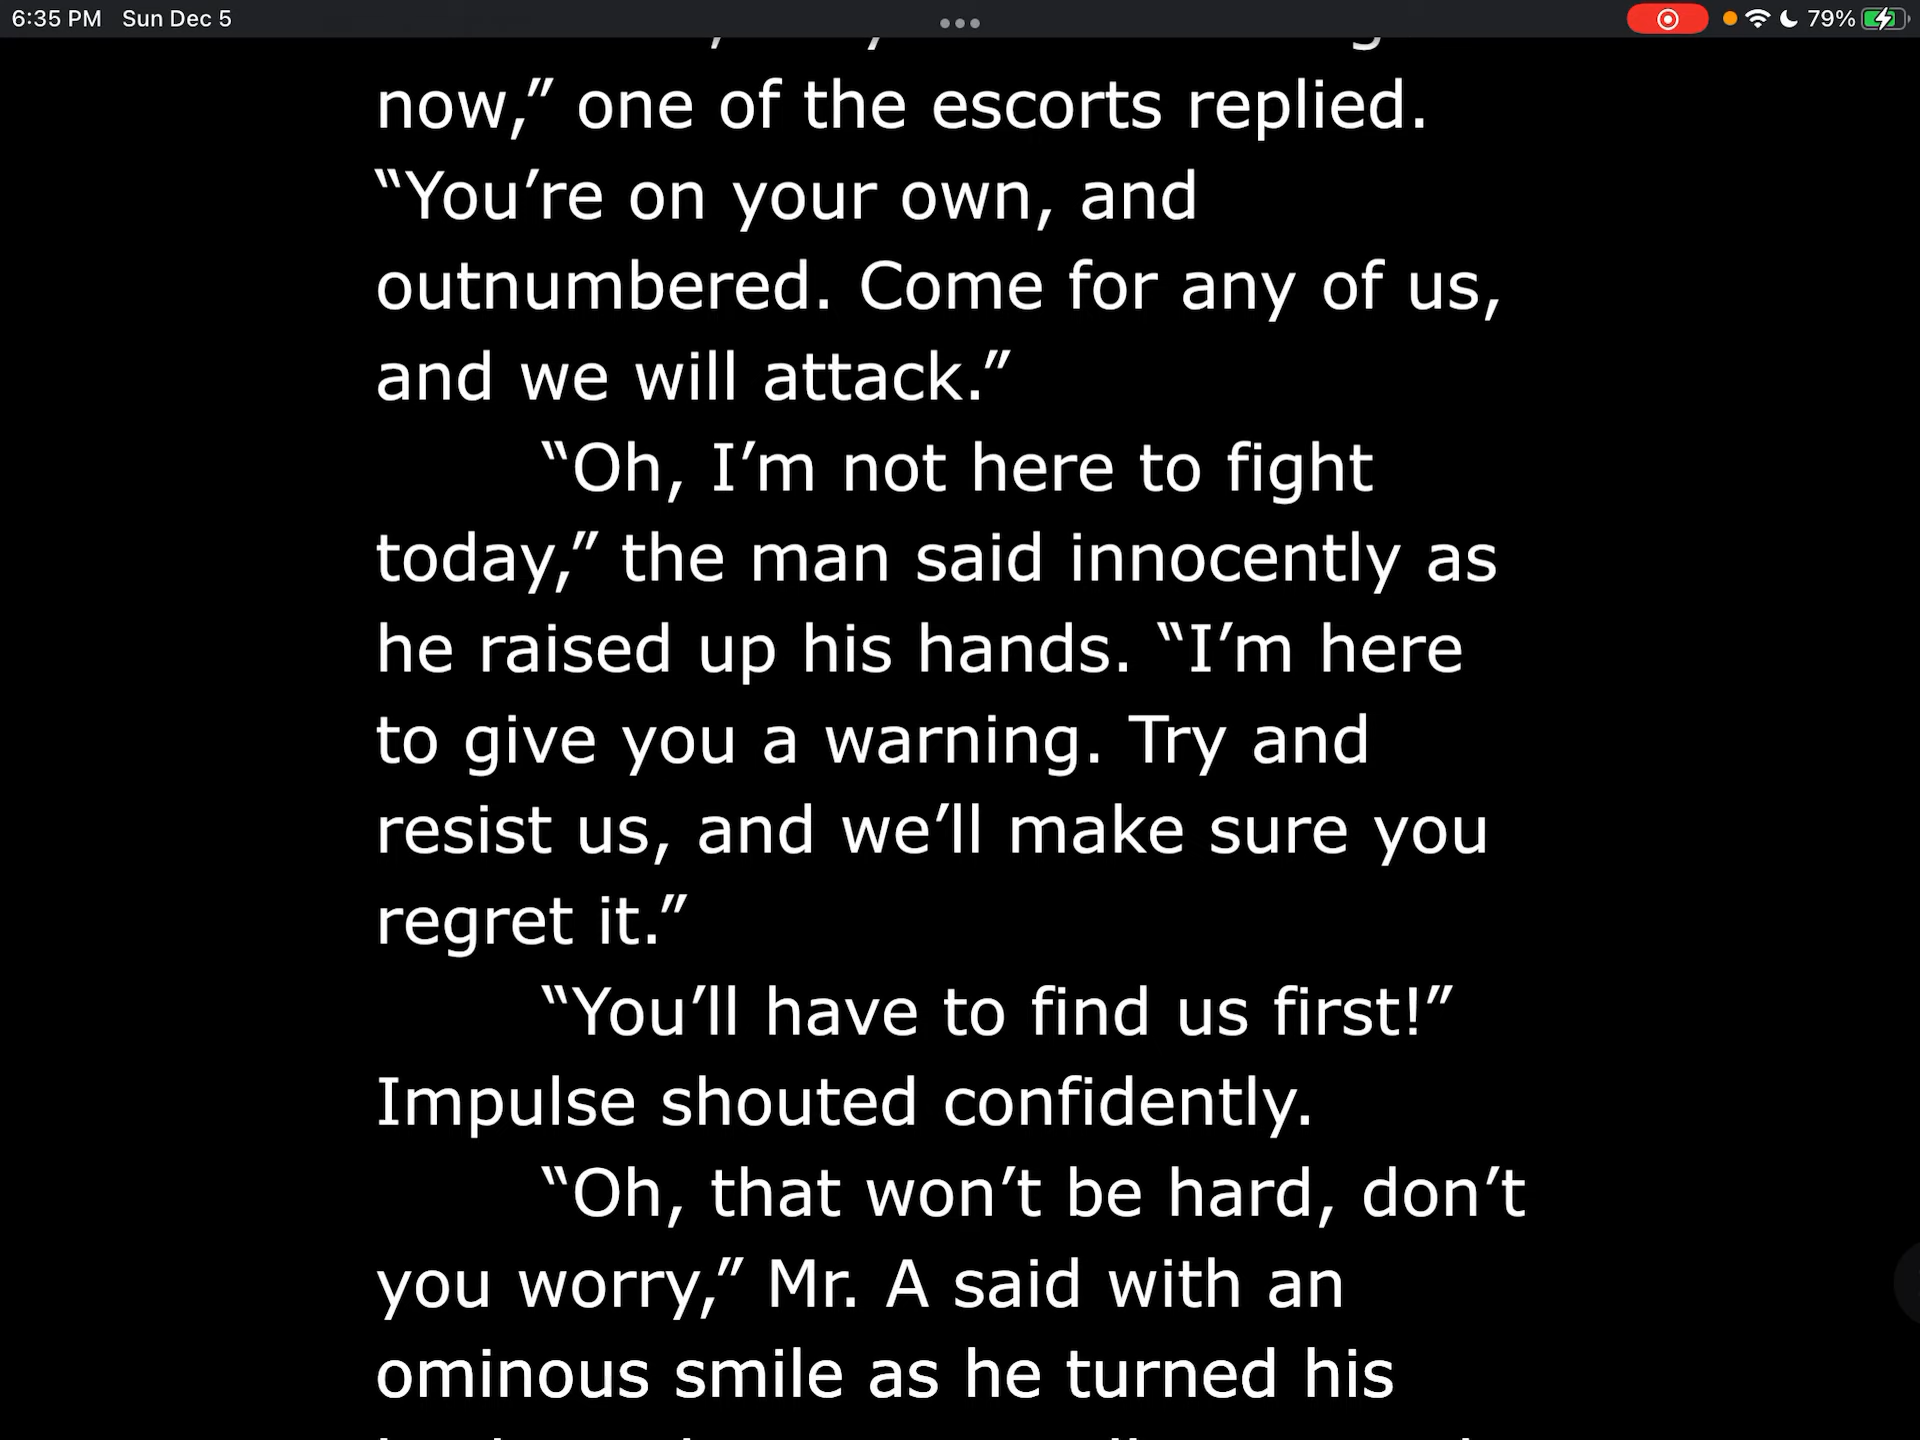 6:35 PM Sun Dec 5
79%
now,” one of the escorts replied.
“You’re on your own, and
outnumbered. Come for any of us,
and we will attack.”
“Oh, I’m not here to fight
today,” the man said innocently as
he raised up his hands. “I’m here
to give you a warning. Try and
resist us, and we’ll make sure you
regret it.”
“You’ll have to find us first!”
Impulse shouted confidently.
“Oh, that won’t be hard, don’t
you worry,” Mr. A said with an
ominous smile as he turned his